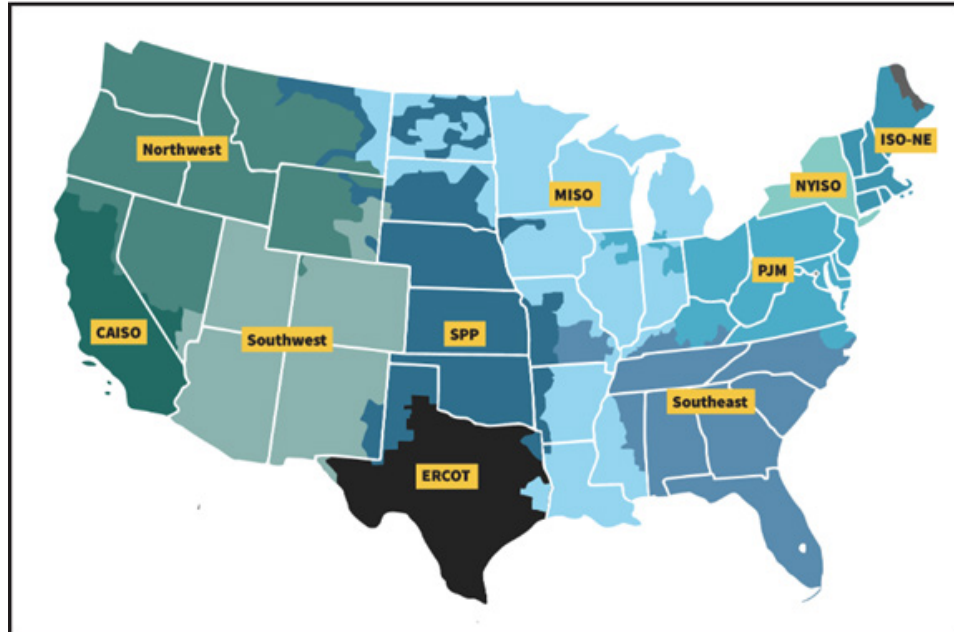 Northwest
ISO-NE
NYISO
MISO
PJM
CAISO
Southwest
SPP
Southeast
ERCOT